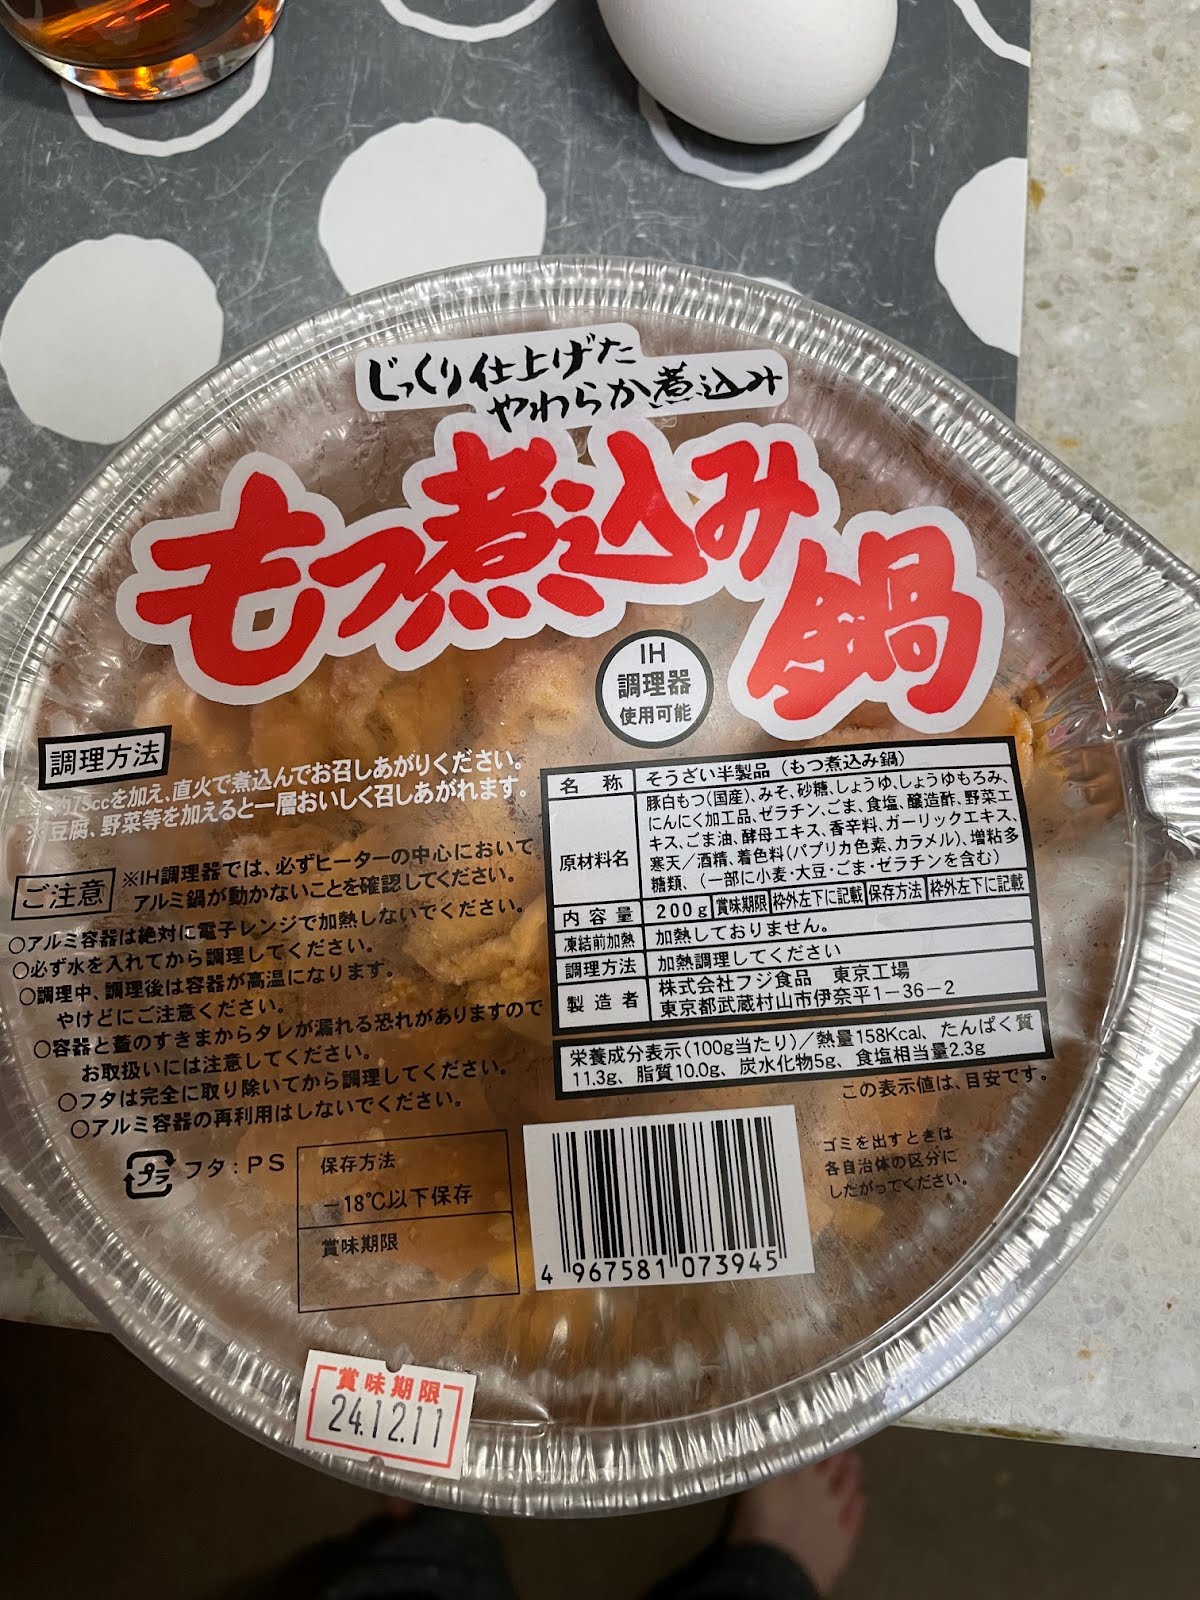 じっくり仕上げた
やわらか煮込み
もつ煮込み鍋
IH
調理器
使用可能
調理方法
約75ccを加え、直火で煮込んでお召しあがりください。
※豆腐、野菜等を加えると一層おいしく召しあがれます。
ご注意
※IH調理器では、必ずヒーターの中心において
アルミ鍋が動かないことを確認してください。
○アルミ容器は絶対に電子レンジで加熱しないでください。
○必ず水を入れてから調理してください。
○調理中、調理後は容器が高温になります。
やけどにご注意ください。
○容器と蓋のすきまからタレが漏れる恐れがありますので
お取扱いには注意してください。
○フタは完全に取り除いてから調理してください。
○アルミ容器の再利用はしないでください。
プラ フタ:PS
保存方法
-18℃以下保存
賞味期限
名称 そうざい半製品(もつ煮込み鍋)
原材料名 豚白もつ(国産)、みそ、砂糖、しょうゆ、しょうゆもろみ、
にんにく加工品、ゼラチン、ごま、食塩、醸造酢、野菜エ
キス、ごま油、酵母エキス、香辛料、ガーリックエキス、
寒天/酒精、着色料(パプリカ色素、カラメル)、増粘多
糖類、(一部に小麦・大豆・ごま・ゼラチンを含む)
内容量 200g 賞味期限 枠外左下に記載 保存方法 枠外左下に記載
凍結前加熱 加熱しておりません。
調理方法 加熱調理してください
製造者 株式会社フジ食品 東京工場
東京都武蔵村山市伊奈平1-36-2
栄養成分表示(100g当たり)/熱量158Kcal、たんぱく質
11.3g、脂質10.0g、炭水化物5g、食塩相当量2.3g
この表示値は、目安です。
4 967581 073945
ゴミを出すときは
各自治体の区分に
したがってください。
賞味期限
24.12.11